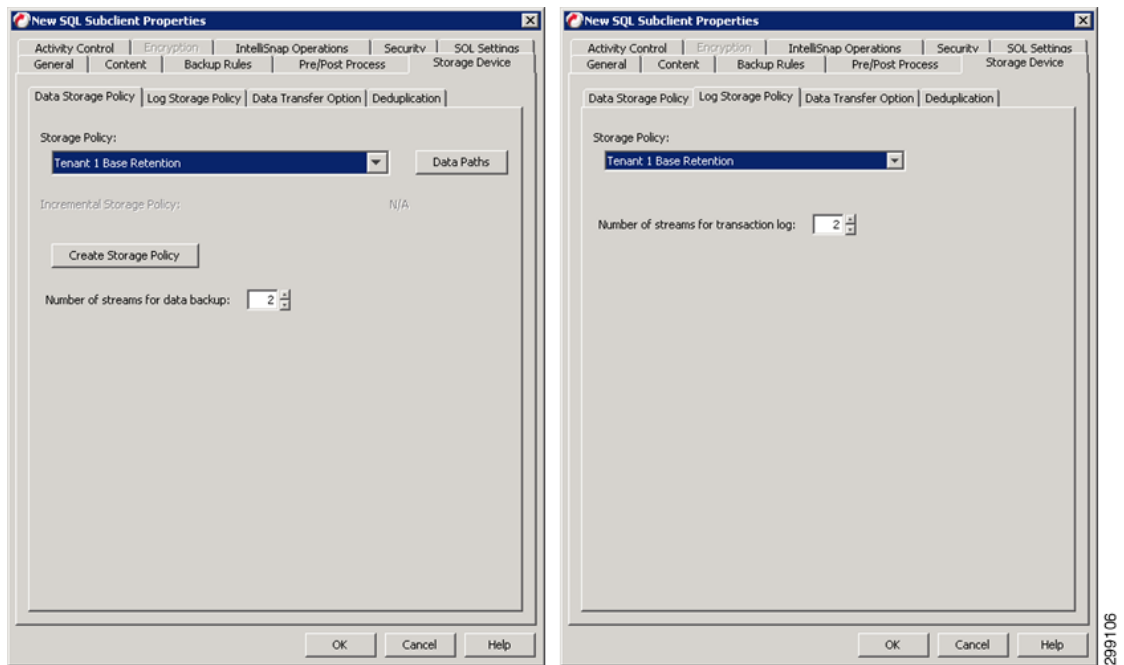 New SQL Subclient Properties
Activity Control Encryption IntelliSnap Operations Security SQL Settings
General Content Backup Rules Pre/Post Process Storage Device
Data Storage Policy Log Storage Policy Data Transfer Option Deduplication
Storage Policy:
Tenant 1 Base Retention Data Paths
Incremental Storage Policy: N/A
Create Storage Policy
Number of streams for data backup: 2
OK Cancel Help
New SQL Subclient Properties
Activity Control Encryption IntelliSnap Operations Security SQL Settings
General Content Backup Rules Pre/Post Process Storage Device
Data Storage Policy Log Storage Policy Data Transfer Option Deduplication
Storage Policy:
Tenant 1 Base Retention
Number of streams for transaction log: 2
OK Cancel Help
299106